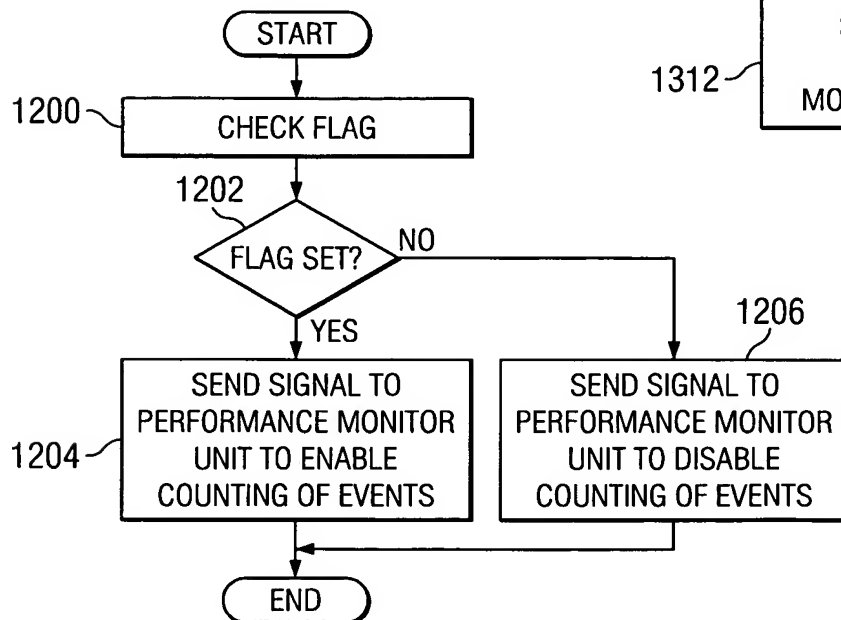 START
1200
CHECK FLAG
1312
MO
1202
FLAG SET?
NO
YES
1206
1204
SEND SIGNAL TO
PERFORMANCE MONITOR
UNIT TO ENABLE
COUNTING OF EVENTS
SEND SIGNAL TO
PERFORMANCE MONITOR
UNIT TO DISABLE
COUNTING OF EVENTS
END